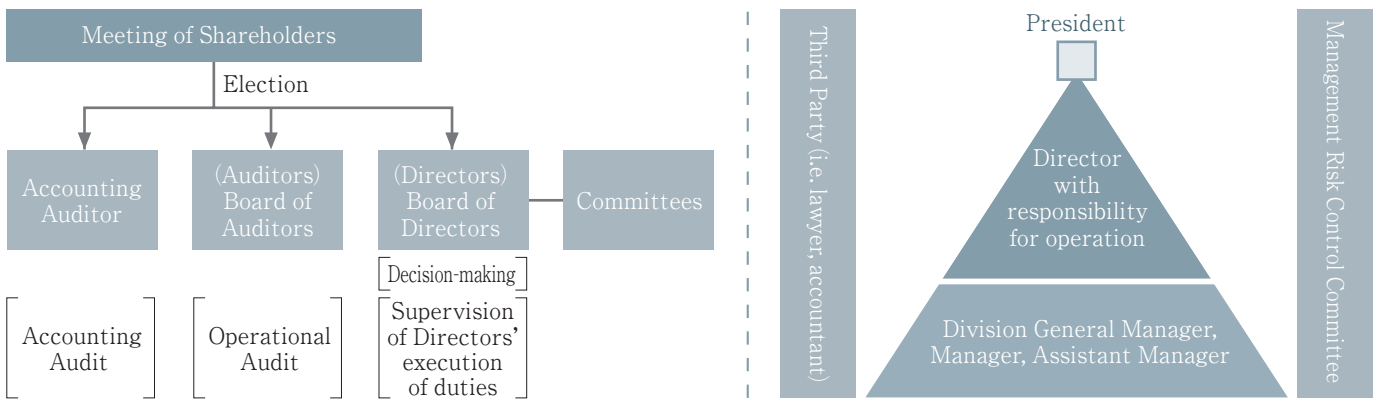 Meeting of Shareholders
Election
Accounting
Auditor
(Auditors)
Board of
Auditors
(Directors)
Board of
Directors
Committees
Decision-making
Accounting
Audit
Operational
Audit
Supervision
of Directors’
execution
of duties
Third Party (i.e. lawyer, accountant)
President
Director
with
responsibility
for operation
Division General Manager,
Manager, Assistant Manager
Management Risk Control Committee